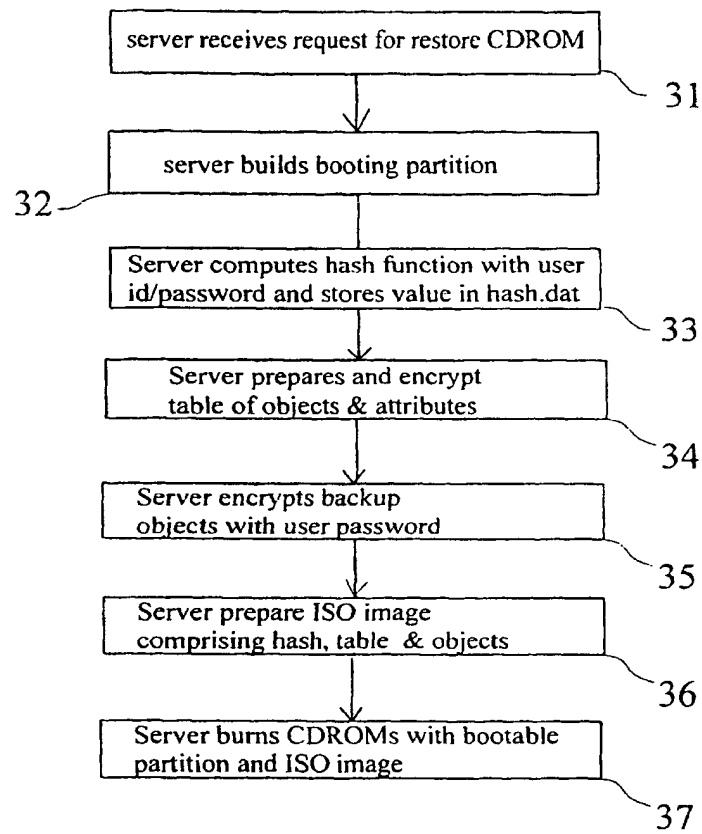 server receives request for restore CDROM
31
server builds booting partition
32
Server computes hash function with user
id/password and stores value in hash.dat
33
Server prepares and encrypt
table of objects & attributes
34
Server encrypts backup
objects with user password
35
Server prepare ISO image
comprising hash, table & objects
36
Server burns CDROMs with bootable
partition and ISO image
37